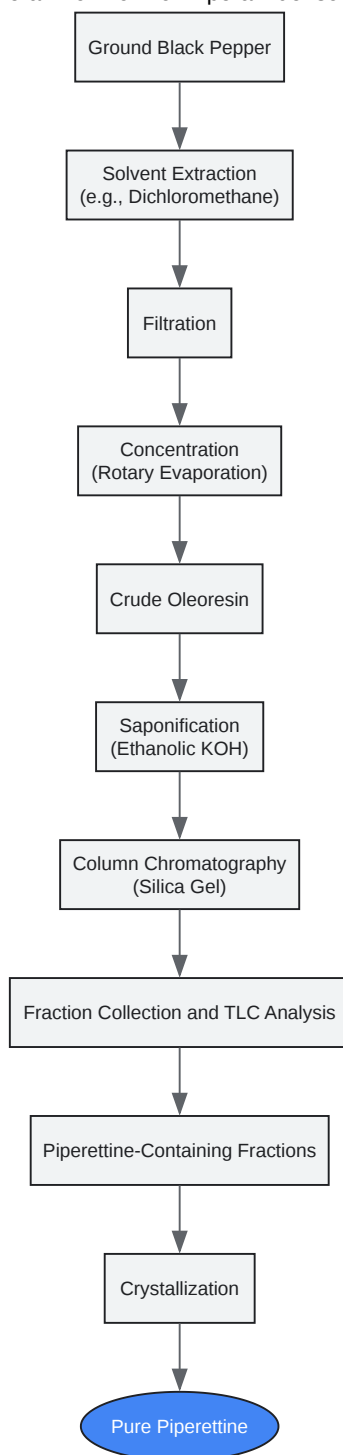 Ground Black Pepper
Solvent Extraction
(e.g., Dichloromethane)
Filtration
Concentration
(Rotary Evaporation)
Crude Oleoresin
Saponification
(Ethanolic KOH)
Column Chromatography
(Silica Gel)
Fraction Collection and TLC Analysis
Piperettine-Containing Fractions
Crystallization
Pure Piperettine